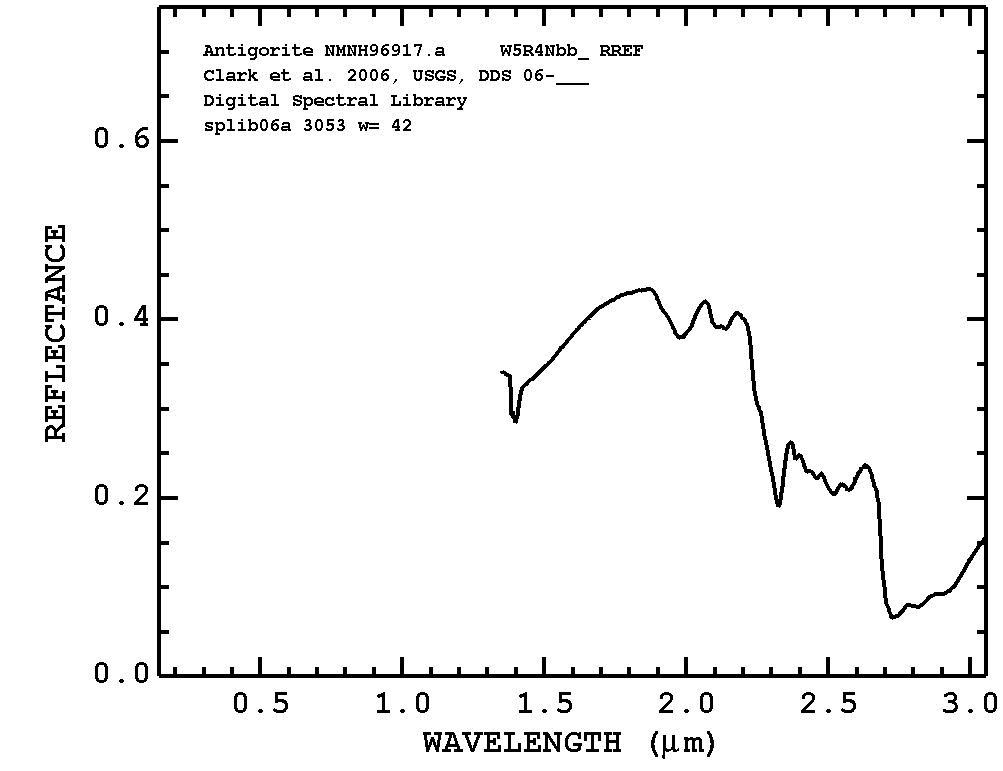 Antigorite NMNH96917.a W5R4Nbb_ RREF
Clark et al. 2006, USGS, DDS 06-___
Digital Spectral Library
splib06a 3053 w= 42
0.6
0.4
0.2
0.0
REFLECTANCE
0.5 1.0 1.5 2.0 2.5 3.0
WAVELENGTH (μm)